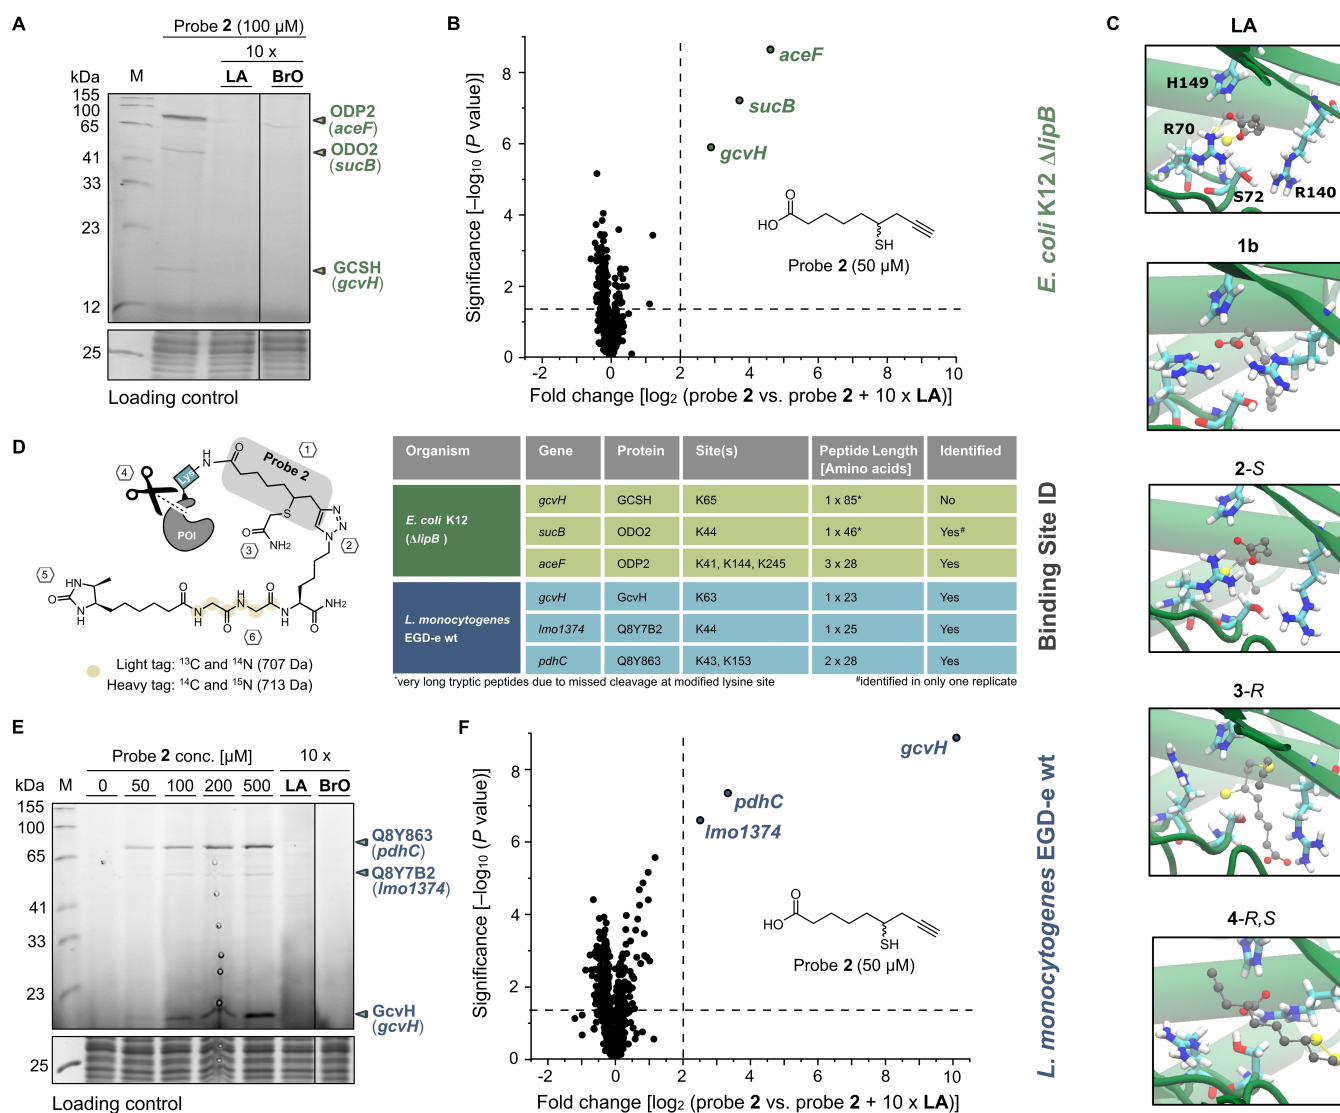 A
Probe 2 (100 µM)
10 x
kDa M LA BrO
155
100
65
41
33
23
12
ODP2
(aceF)
ODO2
(sucB)
GCSH
(gcvH)
25
Loading control
B
Significance [–log10 (P value)]
8
6
4
2
0
-2 0 2 4 6 8 10
Fold change [log2 (probe 2 vs. probe 2 + 10 x LA)]
aceF
sucB
gcvH
O
HO
SH
Probe 2 (50 µM)
E. coli K12 ΔlipB
C
LA
H149
R70
S72
R140
1b
2-S
3-R
4-R,S
D
1
Probe 2
O
NH
Lys
4
POI
S
O
NH2
3
N
N
N
2
5
O
HN
N
H
O
N
H
O
H
N
O
N
H
O
NH2
6
Light tag: 13C and 14N (707 Da)
Heavy tag: 14C and 15N (713 Da)
Organism Gene Protein Site(s) Peptide Length [Amino acids] Identified
E. coli K12
(ΔlipB )
gcvH GCSH K65 1 x 85* No
sucB ODO2 K44 1 x 46* Yes#
aceF ODP2 K41, K144, K245 3 x 28 Yes
L. monocytogenes
EGD-e wt
gcvH GcvH K63 1 x 23 Yes
lmo1374 Q8Y7B2 K44 1 x 25 Yes
pdhC Q8Y863 K43, K153 2 x 28 Yes
*very long tryptic peptides due to missed cleavage at modified lysine site
#identified in only one replicate
Binding Site ID
E
Probe 2 conc. [µM] 10 x
kDa M 0 50 100 200 500 LA BrO
155
100
65
41
33
23
Q8Y863
(pdhC)
Q8Y7B2
(lmo1374)
GcvH
(gcvH)
25
Loading control
F
Significance [–log10 (P value)]
8
6
4
2
0
-2 0 2 4 6 8 10
Fold change [log2 (probe 2 vs. probe 2 + 10 x LA)]
gcvH
pdhC
lmo1374
O
HO
SH
Probe 2 (50 µM)
L. monocytogenes EGD-e wt